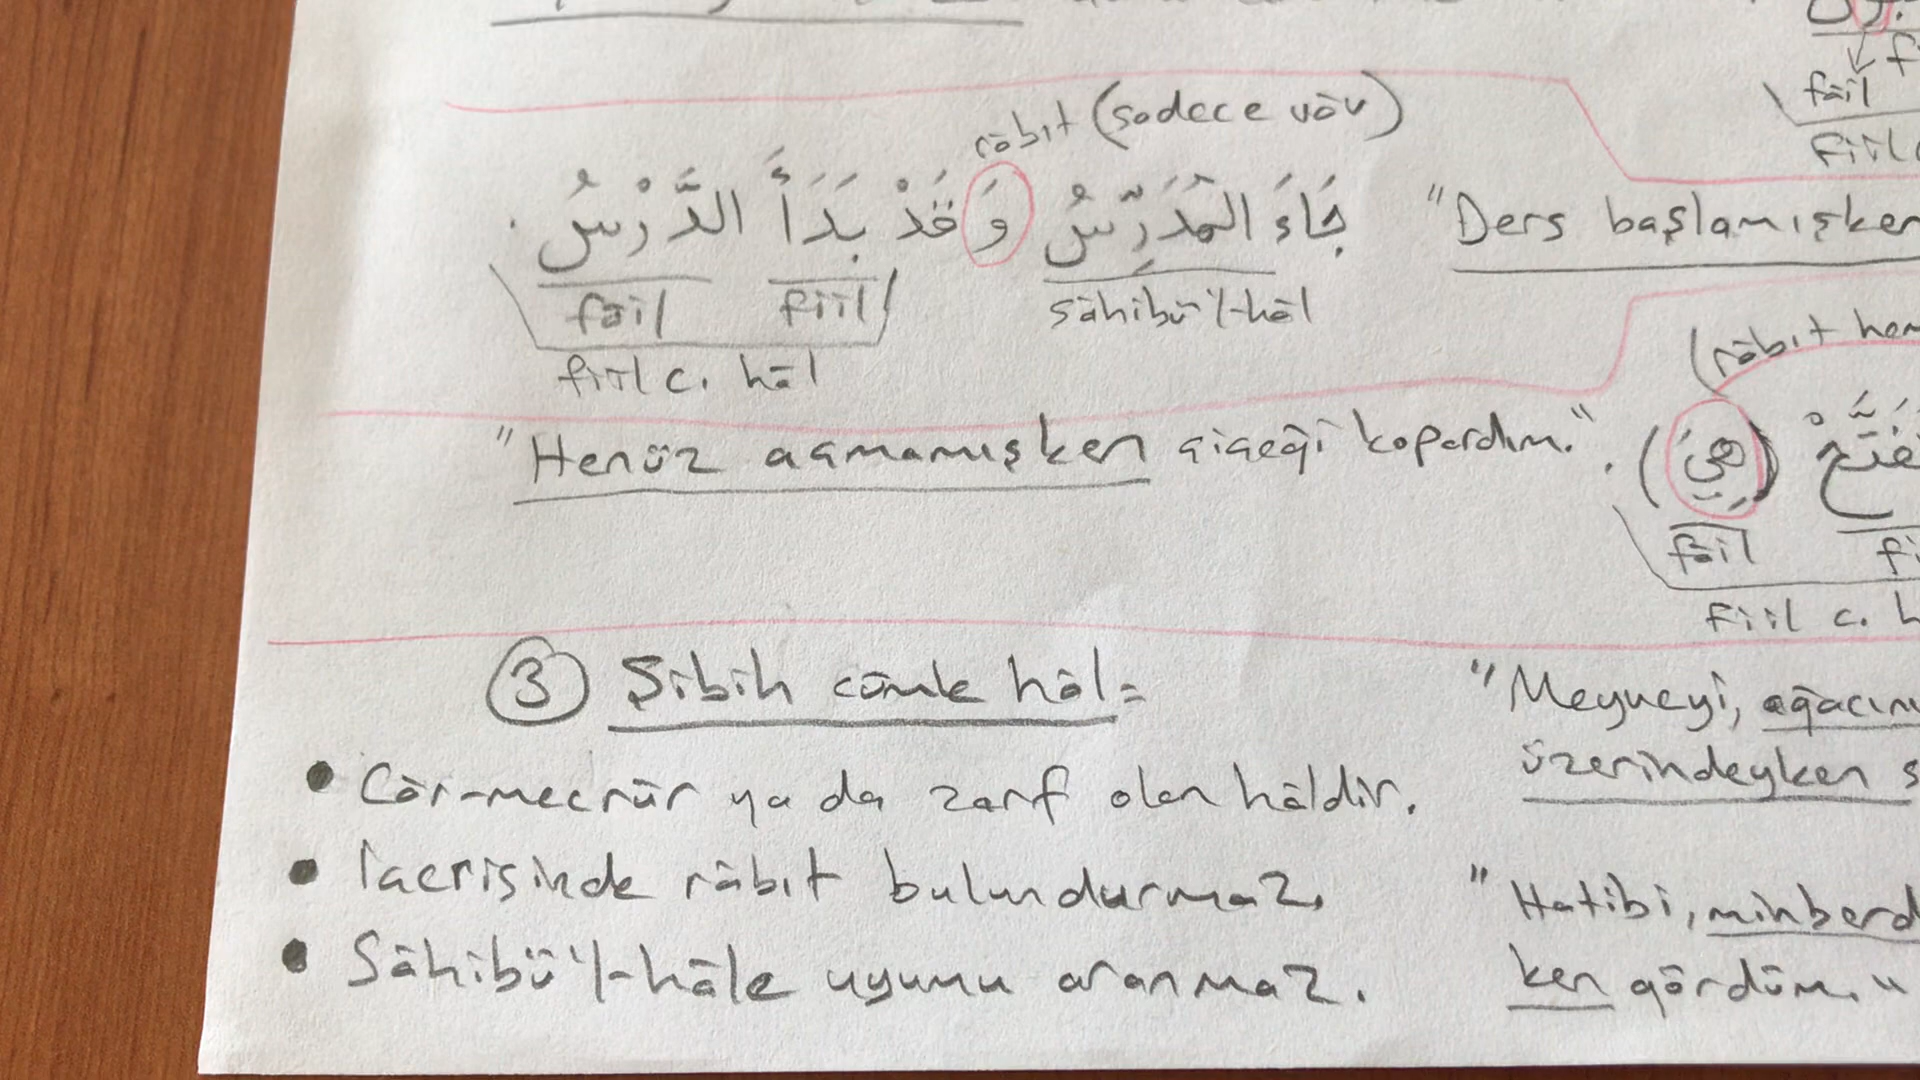 fâil
fiil c
râbıt (sadece vâv)
جَاءَ الْمُدَرِّسُ وَ قَدْ بَدَأَ الدَّرْسُ .
"Ders başlamışken
fâil fiil sâhibü'l-hâl
fiil c. hâl
(râbıt
"Henüz açmamışken çiçeği kopardım."
. (هِيَ)
fâil
fiil c. h
③ Şibih cümle hâl=
"Meyveyi, ağacını
üzerindeyken s
• Câr-mecrûr ya da zarf olan hâldir.
• İçerisinde râbıt bulundurmaz.
"Hatibi, minberd
• Sâhibü'l-hâle uyumu aranmaz.
ken gördüm."